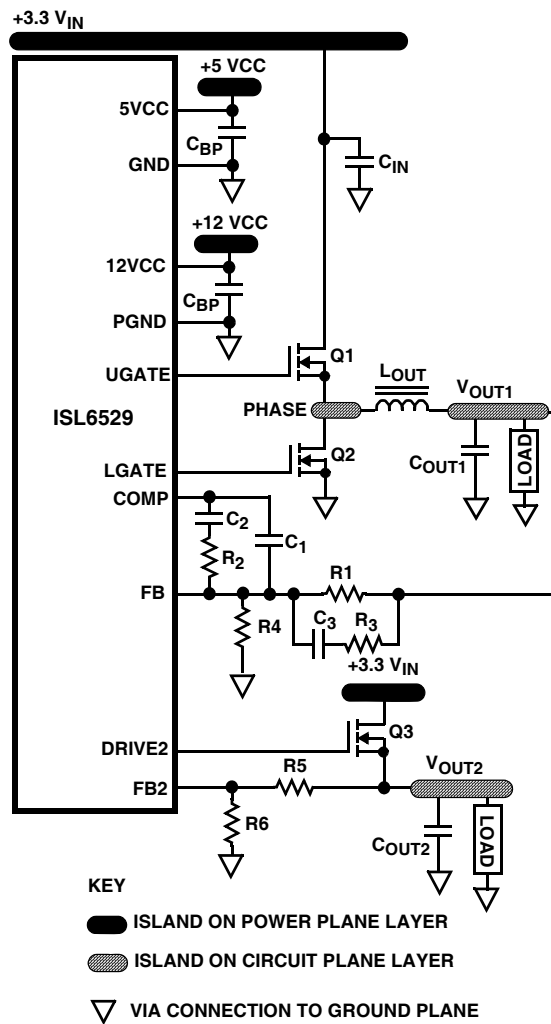 +3.3 VIN
+5 VCC
5VCC
CBP
GND
CIN
+12 VCC
12VCC
CBP
PGND
Q1
UGATE
LOUT
VOUT1
PHASE
ISL6529
Q2
COUT1
LOAD
LGATE
COMP
C2
C1
R2
R1
FB
C3
R3
R4
+3.3 VIN
Q3
DRIVE2
VOUT2
R5
FB2
R6
COUT2
LOAD
KEY
ISLAND ON POWER PLANE LAYER
ISLAND ON CIRCUIT PLANE LAYER
VIA CONNECTION TO GROUND PLANE